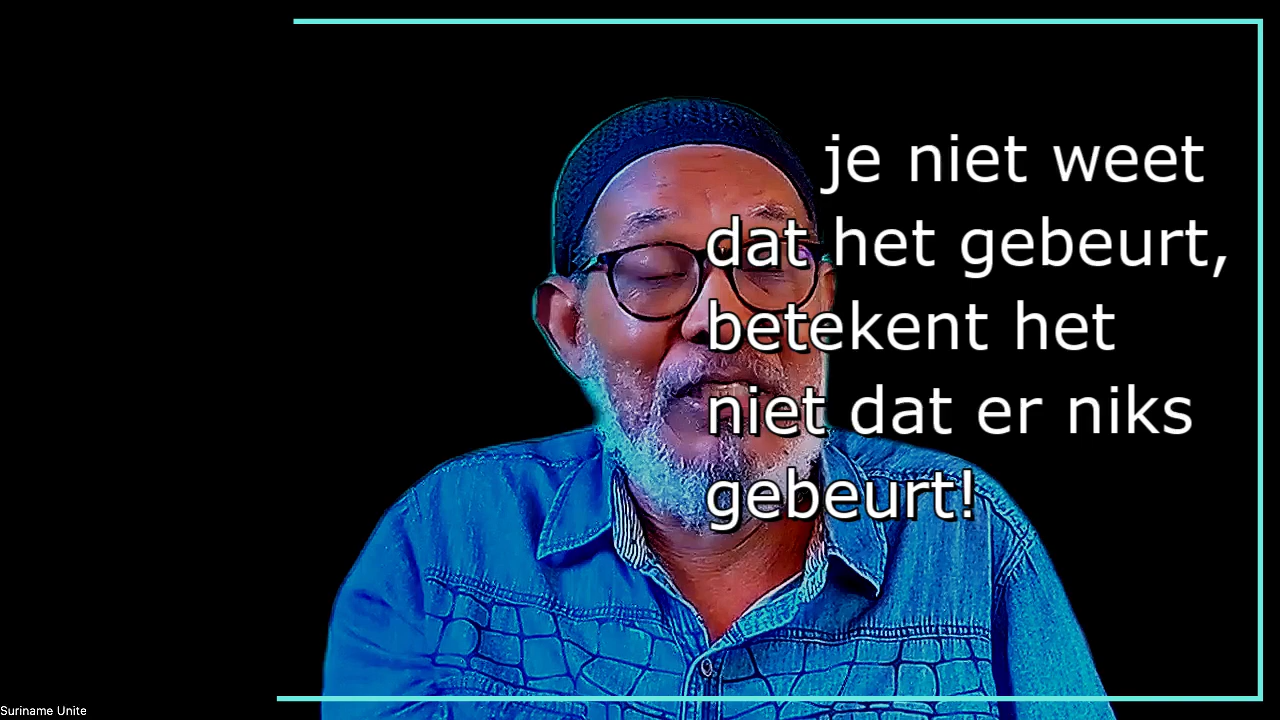 je niet weet
dat het gebeurt,
betekent het
niet dat er niks
gebeurt!
Suriname Unite